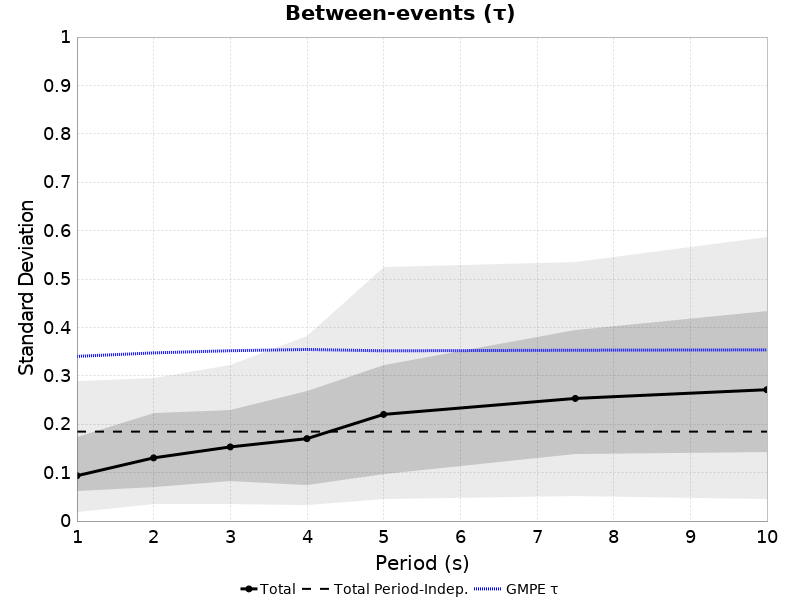 Between-events (τ)
Standard Deviation
1
0.9
0.8
0.7
0.6
0.5
0.4
0.3
0.2
0.1
0
1 2 3 4 5 6 7 8 9 10
Period (s)
Total Total Period-Indep. GMPE τ